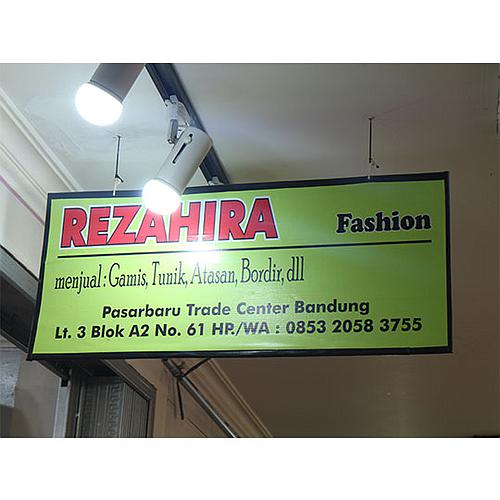 REZAHIRA Fashion
menjual : Gamis, Tunik, Atasan, Bordir, dll
Pasarbaru Trade Center Bandung
Lt. 3 Blok A2 No. 61 HP./WA : 0853 2058 3755